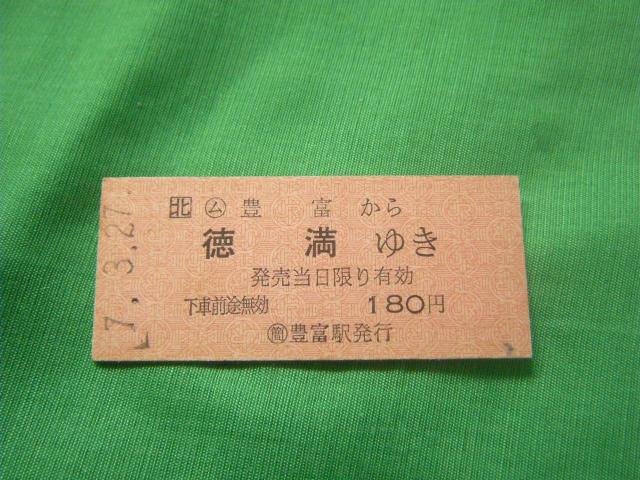 北 ㋰ 豊富から
徳満ゆき
発売当日限り有効
下車前途無効 180円
簡 豊富駅発行
7.3.27.